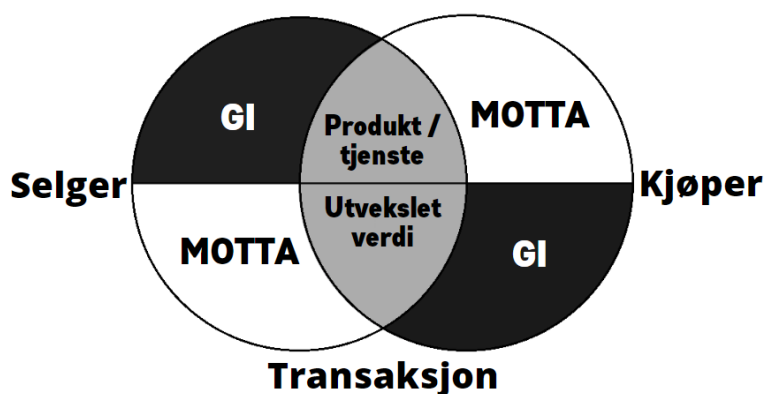 GI
MOTTA
Produkt /
tjenste
Selger
Kjøper
Utvekslet
verdi
MOTTA
GI
Transaksjon